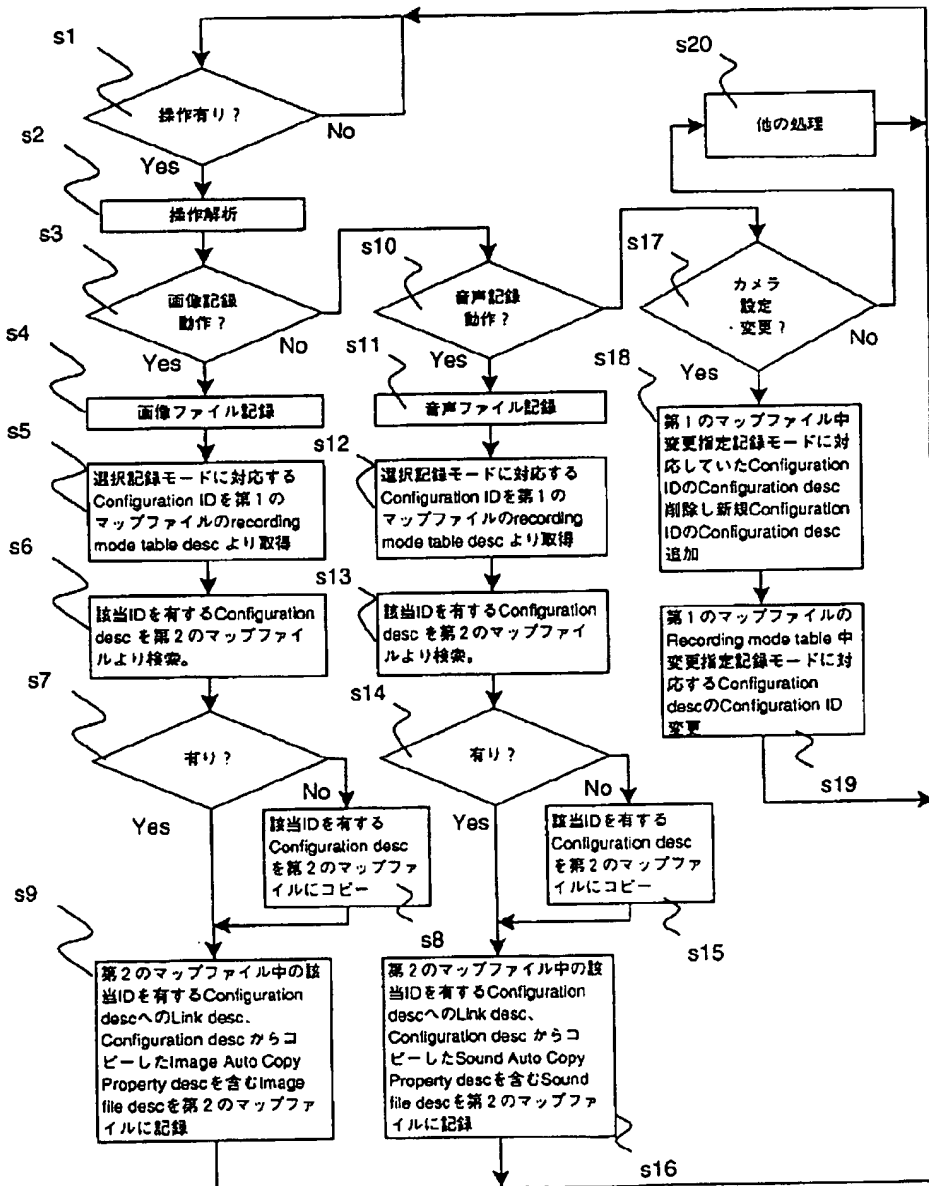 s1
操作有り？
No
Yes
s2
操作解析
s3
画像記録
動作？
Yes
No
s4
画像ファイル記録
s5
選択記録モードに対応する
Configuration IDを第1の
マップファイルのrecording
mode table desc より取得
s6
該当IDを有するConfiguration
desc を第2のマップファイ
ルより検索。
s7
有り？
No
Yes
該当IDを有する
Configuration desc
を第2のマップファ
イルにコピー
s8
s9
第2のマップファイル中の該
当IDを有するConfiguration
descへのLink desc、
Configuration desc からコ
ピーしたImage Auto Copy
Property descを含むImage
file descを第2のマップファ
イルに記録
s10
音声記録
動作？
Yes
s11
音声ファイル記録
s12
選択記録モードに対応する
Configuration IDを第1の
マップファイルのrecording
mode table desc より取得
s13
該当IDを有するConfiguration
desc を第2のマップファイ
ルより検索。
s14
有り？
No
Yes
該当IDを有する
Configuration desc
を第2のマップファ
イルにコピー
s15
第2のマップファイル中の該
当IDを有するConfiguration
descへのLink desc、
Configuration desc からコ
ピーしたSound Auto Copy
Property descを含むSound
file descを第2のマップファ
イルに記録
s16
s20
他の処理
s17
カメラ
設定
・変更？
No
Yes
s18
第1のマップファイル中
変更指定記録モードに対
応していたConfiguration
IDのConfiguration desc
削除し新規Configuration
IDのConfiguration desc
追加
第1のマップファイルの
Recording mode table 中
変更指定記録モードに対
応するConfiguration
descのConfiguration ID
変更
s19